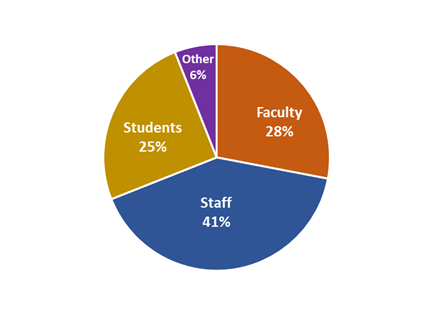 Other
6%
Faculty
28%
Students
25%
Staff
41%